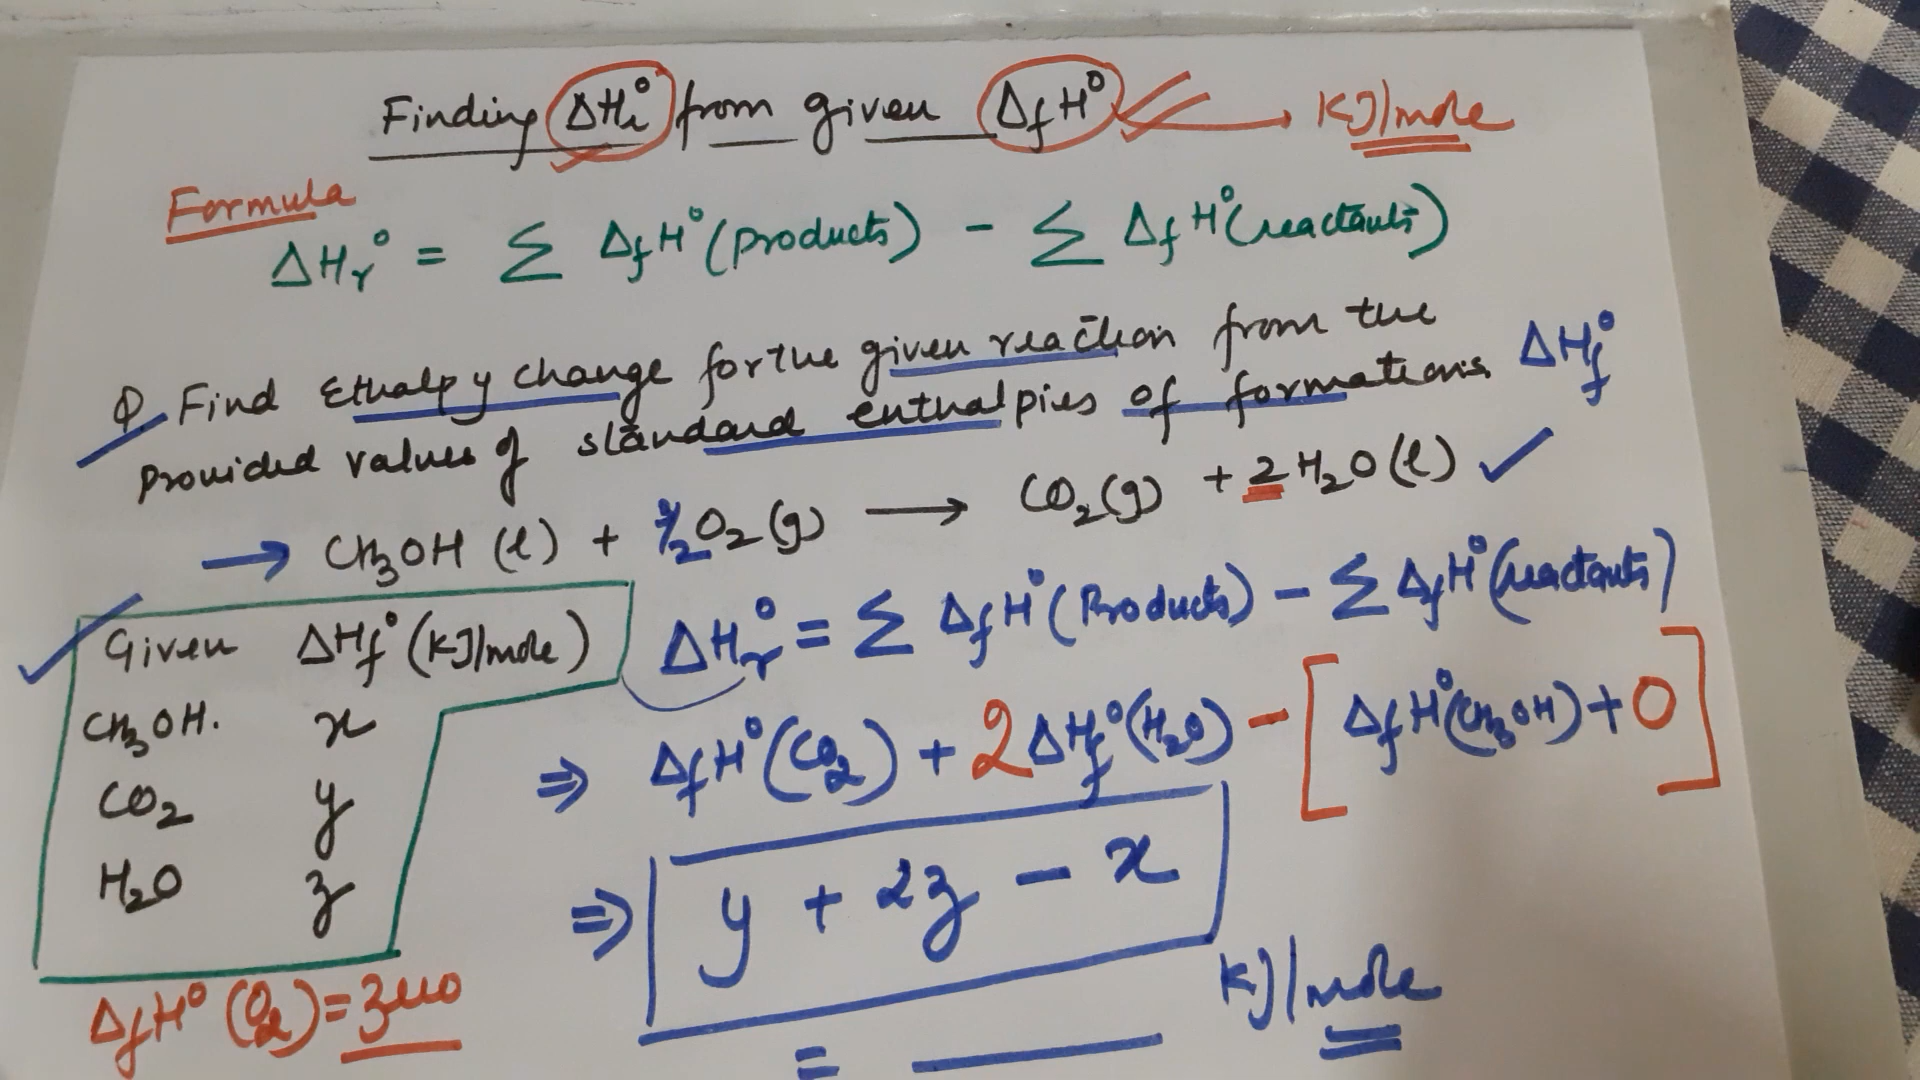 Finding ΔHr° from given ΔfH° → KJ/mole
Formula
ΔHr° = Σ ΔfH°(products) - Σ ΔfH°(reactants)
Q. Find Ethalpy change for the given reaction from the
provided values of standard enthalpies of formations ΔHf°
→ CH3OH (l) + 3/2 O2(g) → CO2(g) + 2H2O(l) ✓
Given ΔHf° (KJ/mole)
CH3OH. x
CO2 y
H2O z
ΔfH° (O2) = zero
ΔHr° = Σ ΔfH°(Products) - Σ ΔfH°(reactants)
⇒ ΔfH°(CO2) + 2ΔHf°(H2O) - [ΔfH°(CH3OH) + 0]
⇒ y + 2z - x
KJ/mole
=